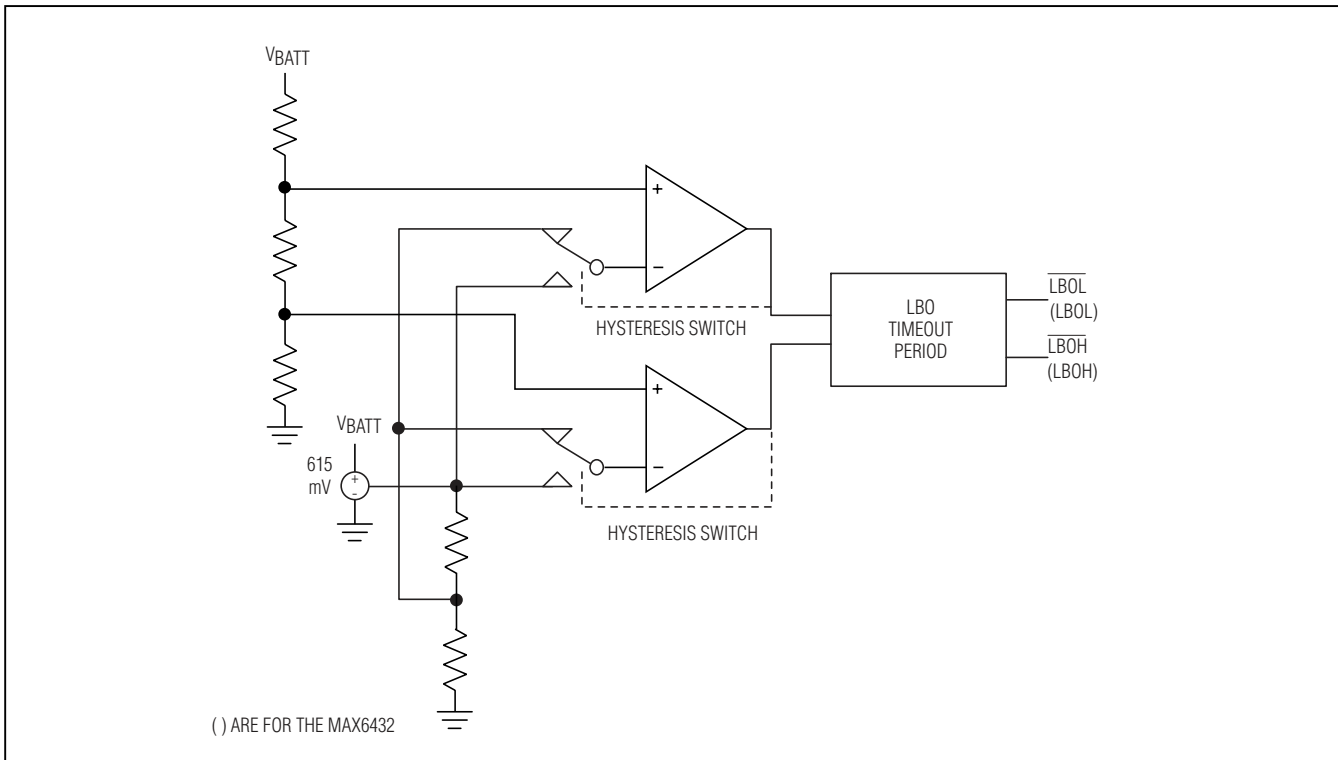 VBATT
+
−
HYSTERESIS SWITCH
LBO
TIMEOUT
PERIOD
LBOL
(LBOL)
LBOH
(LBOH)
+
−
HYSTERESIS SWITCH
VBATT
615
mV
+
-
( ) ARE FOR THE MAX6432